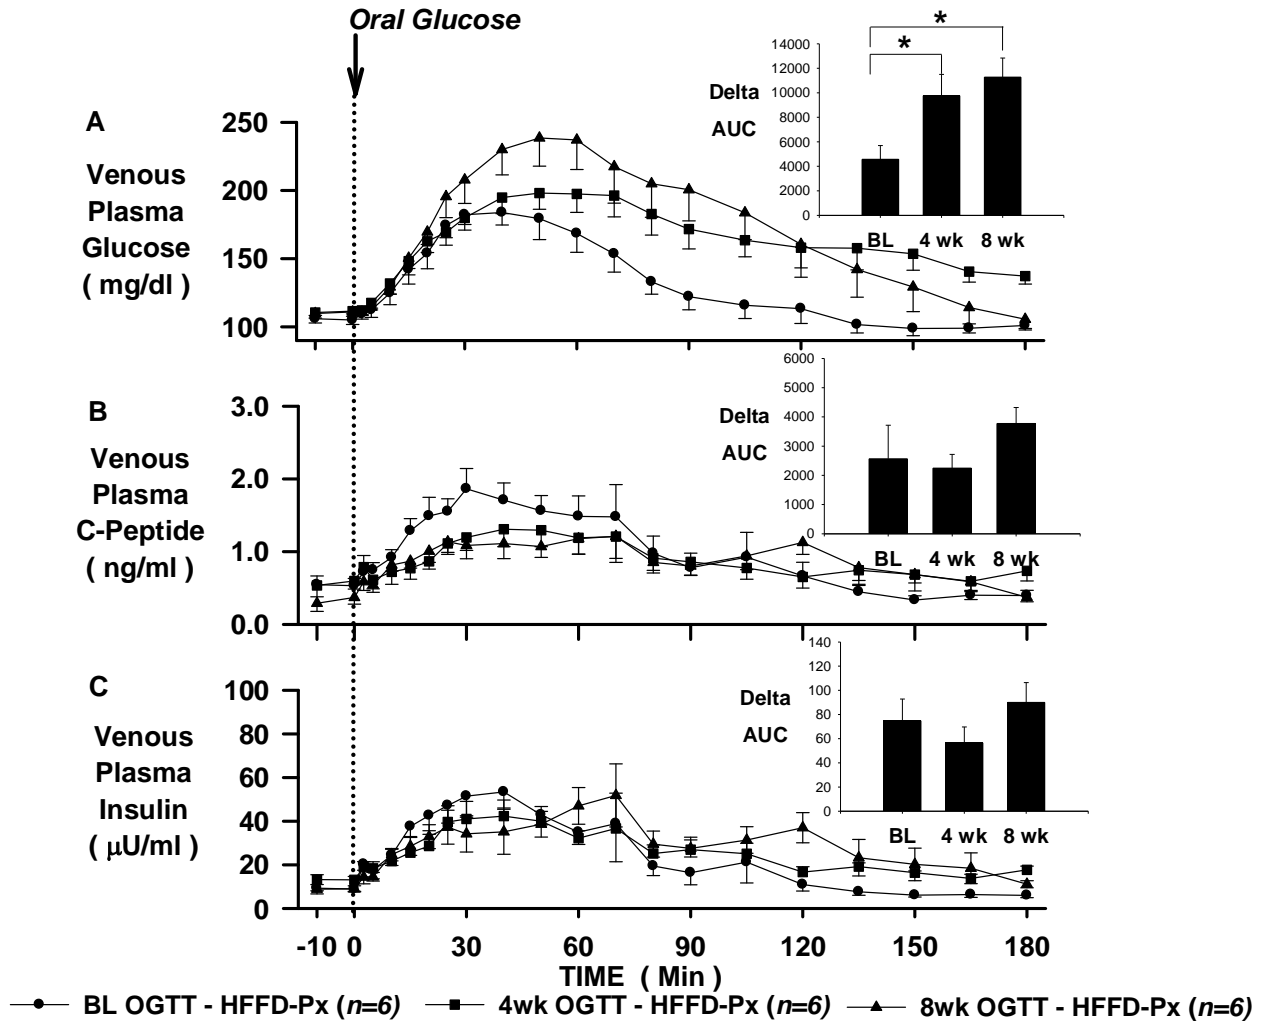 Oral Glucose
A
Venous
Plasma
Glucose
( mg/dl )
250
200
150
100
Delta
AUC
14000
12000
10000
8000
6000
4000
2000
0
*
*
BL 4 wk 8 wk
B
Venous
Plasma
C-Peptide
( ng/ml )
3.0
2.0
1.0
0.0
Delta
AUC
6000
5000
4000
3000
2000
1000
0
BL 4 wk 8 wk
C
Venous
Plasma
Insulin
( μU/ml )
100
80
60
40
20
0
Delta
AUC
140
120
100
80
60
40
20
0
BL 4 wk 8 wk
-10 0 30 60 90 120 150 180
TIME ( Min )
BL OGTT - HFFD-Px (n=6) 4wk OGTT - HFFD-Px (n=6) 8wk OGTT - HFFD-Px (n=6)